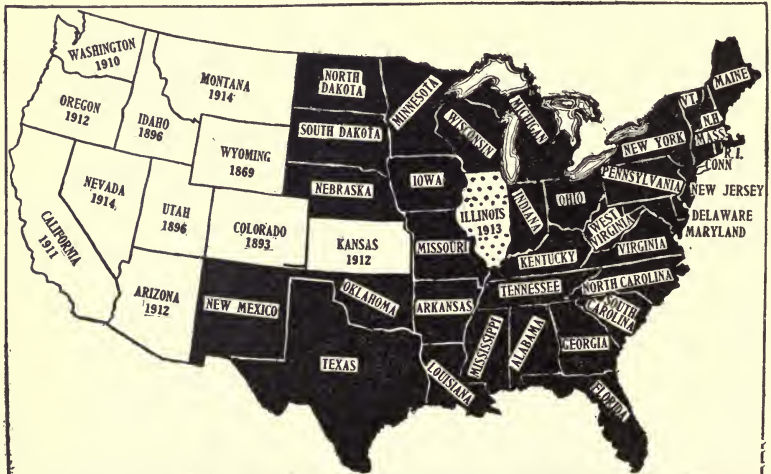 WASHINGTON
1910
MONTANA
1914
NORTH
DAKOTA
MINNESOTA
MICHIGAN
MAINE
VT.
N.H.
MASS.
OREGON
1912
IDAHO
1896
SOUTH DAKOTA
WISCONSIN
NEW YORK
R.I.
CONN
WYOMING
1869
NEBRASKA
IOWA
ILLINOIS
1913
INDIANA
OHIO
PENNSYLVANIA
NEW JERSEY
NEVADA
1914
UTAH
1896
COLORADO
1893
KANSAS
1912
MISSOURI
KENTUCKY
WEST
VIRGINIA
VIRGINIA
DELAWARE
MARYLAND
CALIFORNIA
1911
ARIZONA
1912
NEW MEXICO
OKLAHOMA
ARKANSAS
TENNESSEE
NORTH CAROLINA
SOUTH
CAROLINA
TEXAS
LOUISIANA
MISSISSIPPI
ALABAMA
GEORGIA
FLORIDA